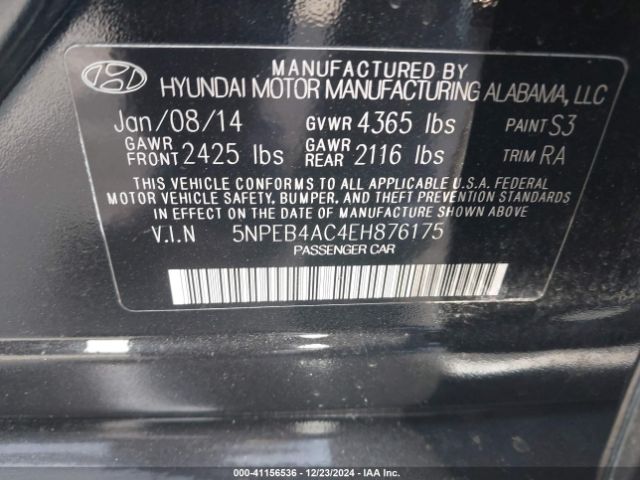 MANUFACTURED BY
HYUNDAI MOTOR MANUFACTURING ALABAMA, LLC
Jan/08/14 GVWR 4365 lbs PAINT S3
GAWR FRONT 2425 lbs GAWR REAR 2116 lbs TRIM RA
THIS VEHICLE CONFORMS TO ALL APPLICABLE U.S.A. FEDERAL
MOTOR VEHICLE SAFETY, BUMPER, AND THEFT PREVENTION STANDARDS
IN EFFECT ON THE DATE OF MANUFACTURE SHOWN ABOVE
V.I.N 5NPEB4AC4EH876175
PASSENGER CAR
000-41156536 - 12/23/2024 - IAA Inc.